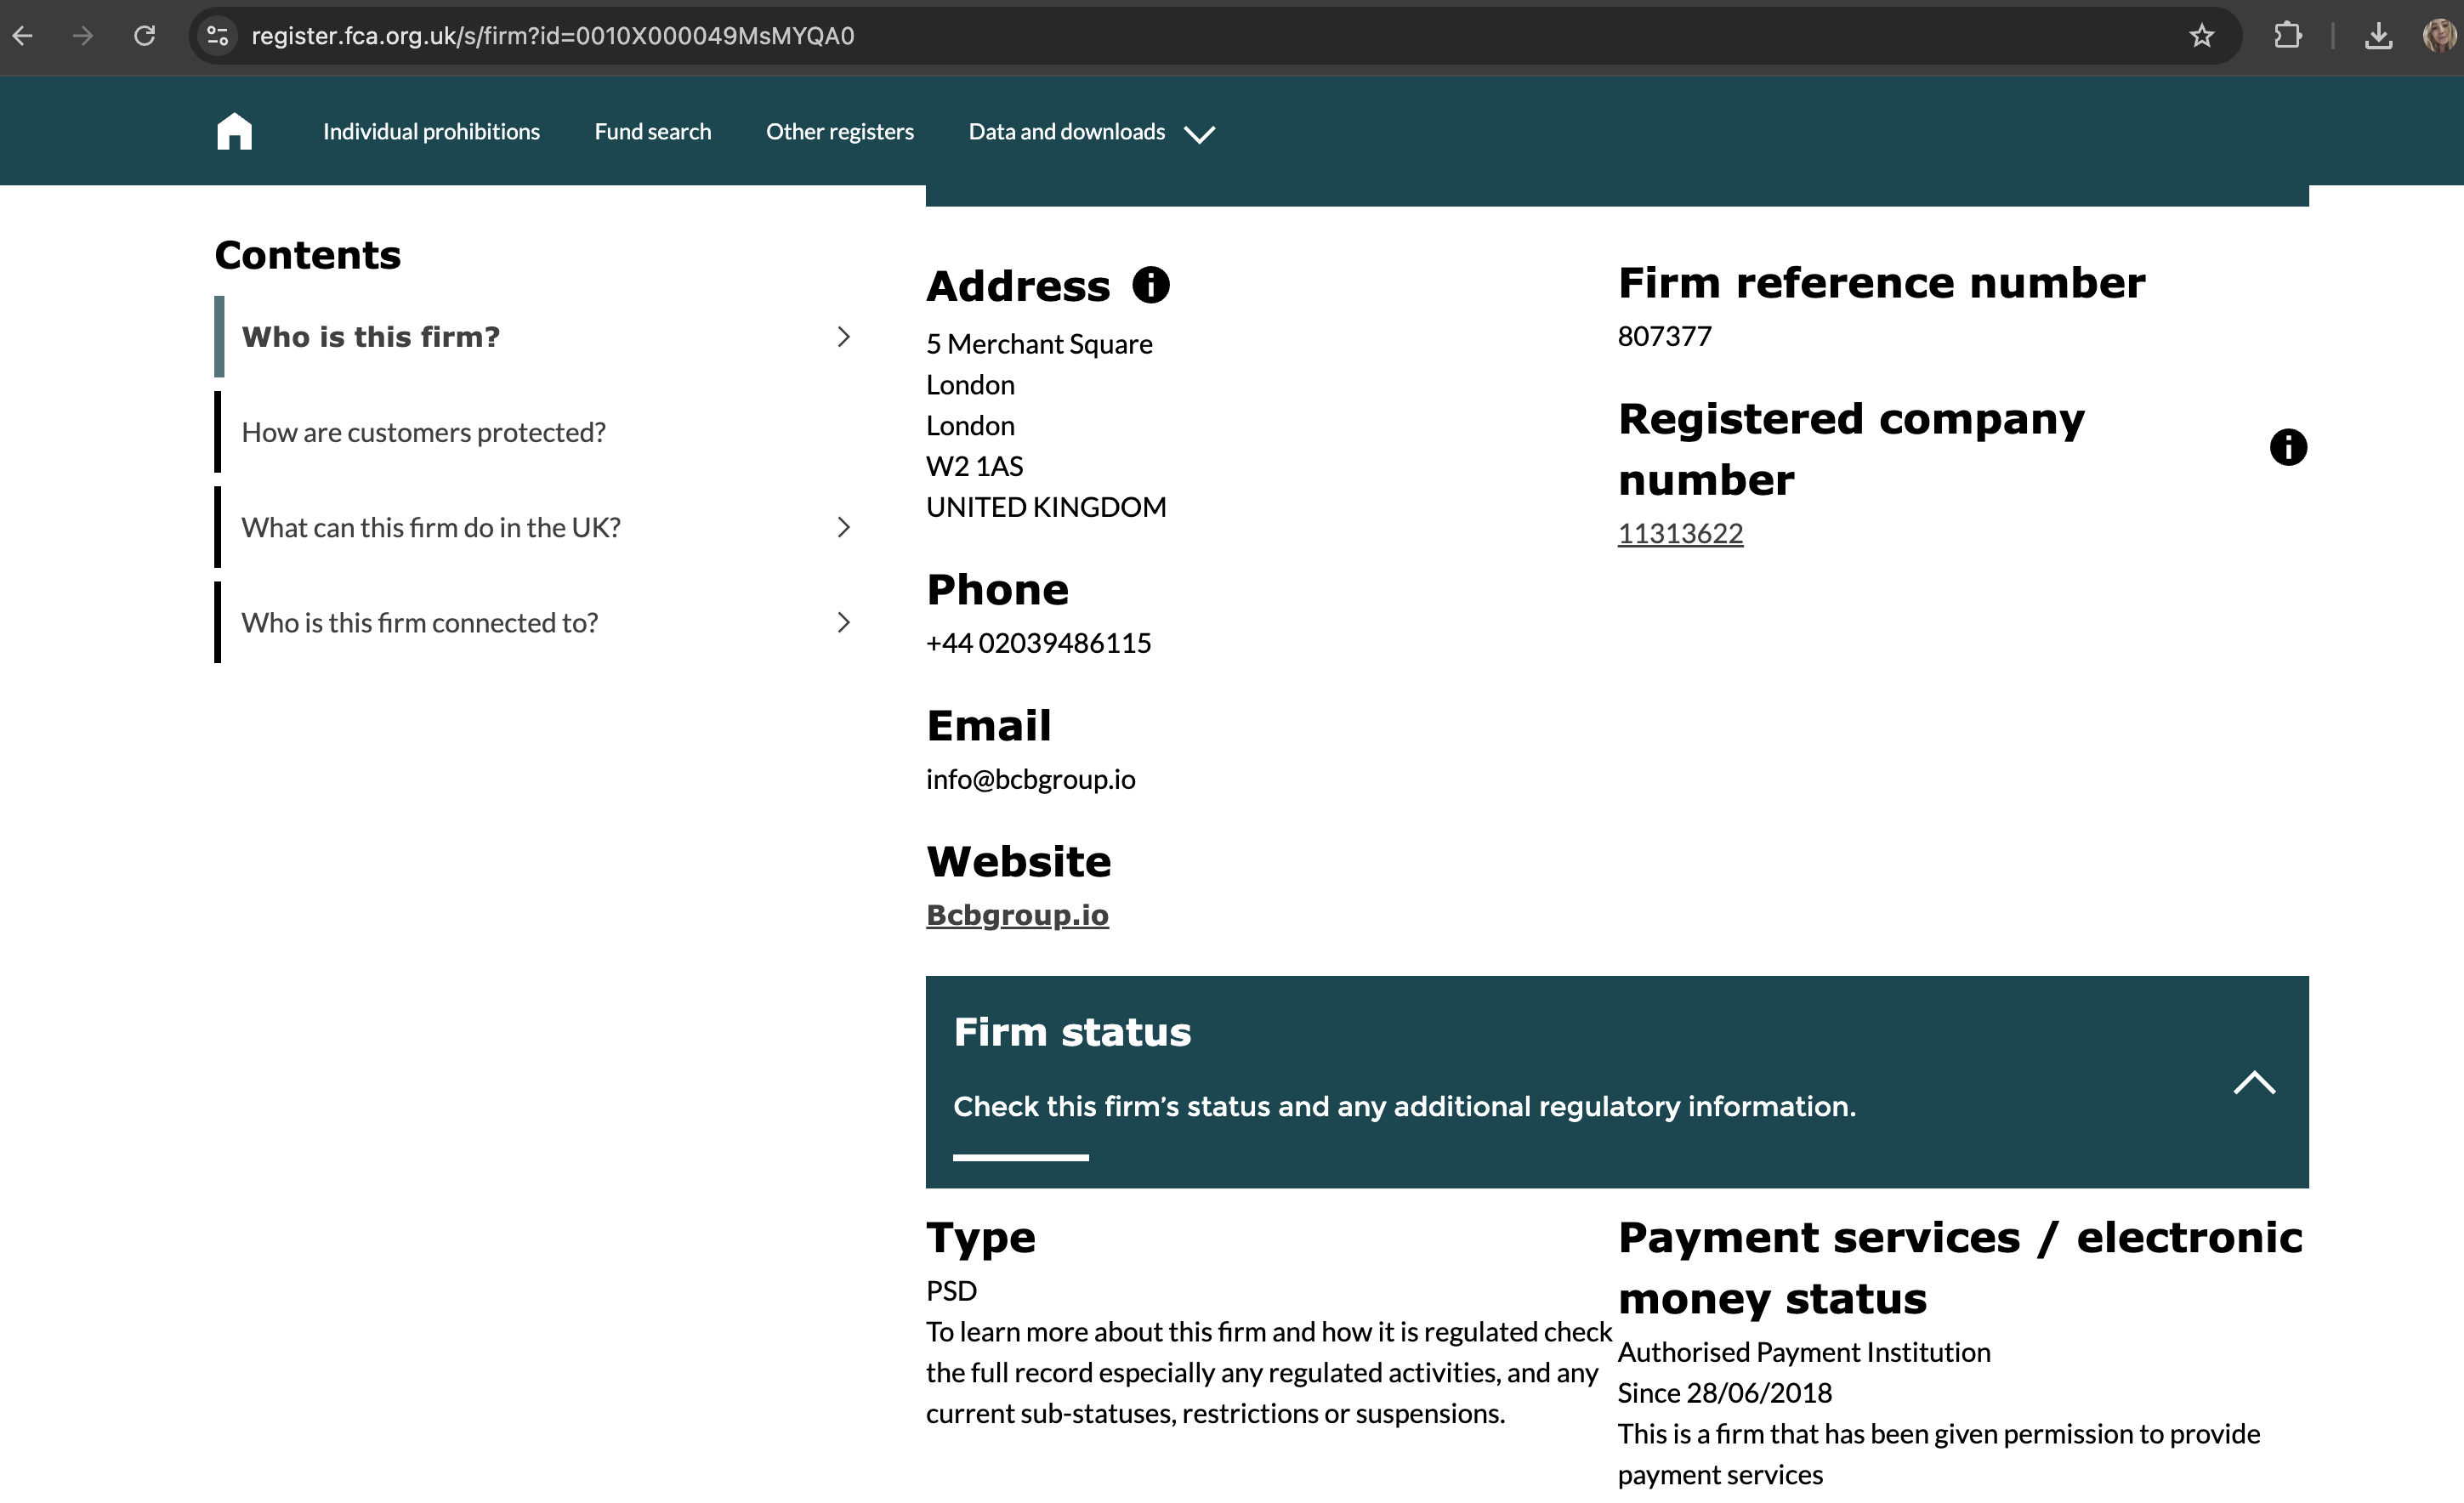 register.fca.org.uk/s/firm?id=0010X000049MsMYQA0
Individual prohibitions
Fund search
Other registers
Data and downloads
Contents
Who is this firm?
How are customers protected?
What can this firm do in the UK?
Who is this firm connected to?
Address
5 Merchant Square
London
London
W2 1AS
UNITED KINGDOM
Phone
+44 02039486115
Email
info@bcbgroup.io
Website
Bcbgroup.io
Firm reference number
807377
Registered company
number
11313622
Firm status
Check this firm's status and any additional regulatory information.
Type
PSD
To learn more about this firm and how it is regulated check
the full record especially any regulated activities, and any
current sub-statuses, restrictions or suspensions.
Payment services / electronic
money status
Authorised Payment Institution
Since 28/06/2018
This is a firm that has been given permission to provide
payment services